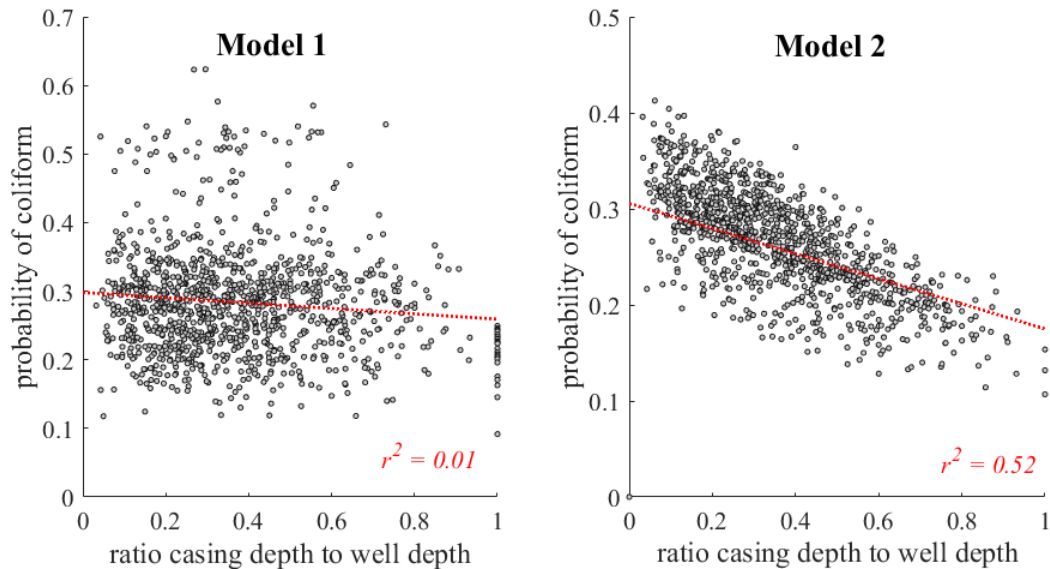 Model 1
probability of coliform
0.7
0.6
0.5
0.4
0.3
0.2
0.1
0
0 0.2 0.4 0.6 0.8 1
ratio casing depth to well depth
r² = 0.01
Model 2
probability of coliform
0.5
0.4
0.3
0.2
0.1
0
0 0.2 0.4 0.6 0.8 1
ratio casing depth to well depth
r² = 0.52